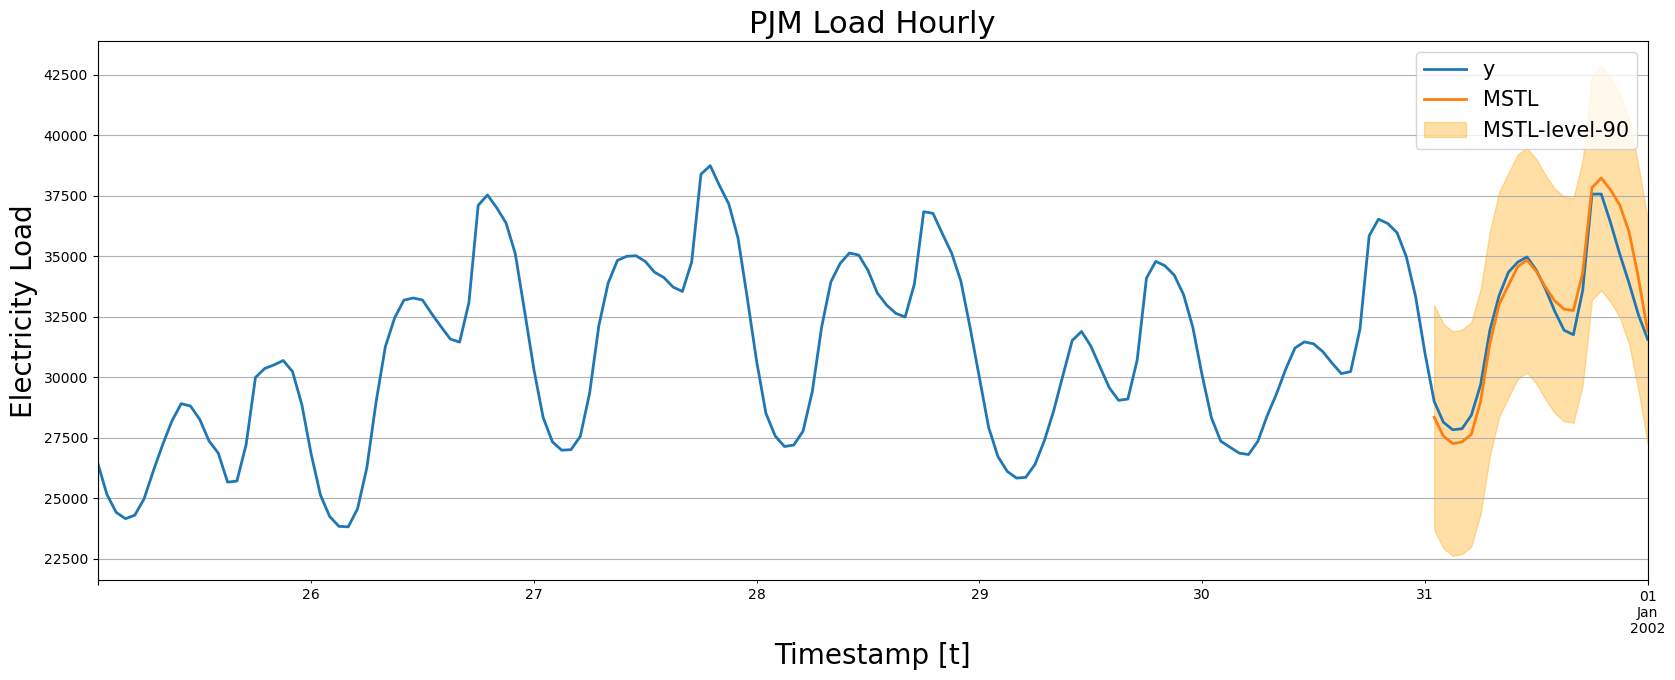 PJM Load Hourly
y
MSTL
MSTL-level-90
Electricity Load
42500
40000
37500
35000
32500
30000
27500
25000
22500
26
27
28
29
30
31
01
Jan
2002
Timestamp [t]